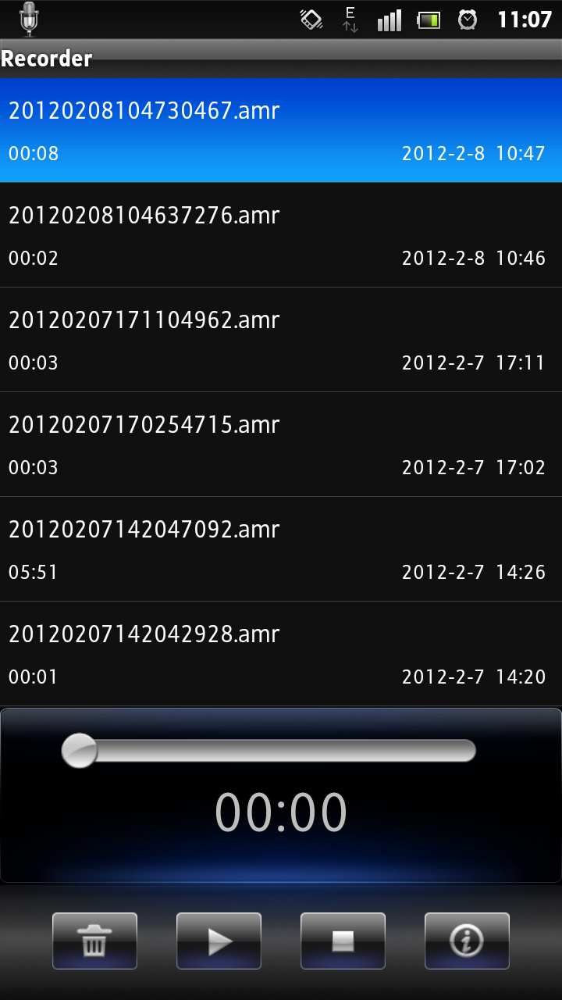 E
11:07
Recorder
20120208104730467.amr
00:08 2012-2-8 10:47
20120208104637276.amr
00:02 2012-2-8 10:46
20120207171104962.amr
00:03 2012-2-7 17:11
20120207170254715.amr
00:03 2012-2-7 17:02
20120207142047092.amr
05:51 2012-2-7 14:26
20120207142042928.amr
00:01 2012-2-7 14:20
00:00